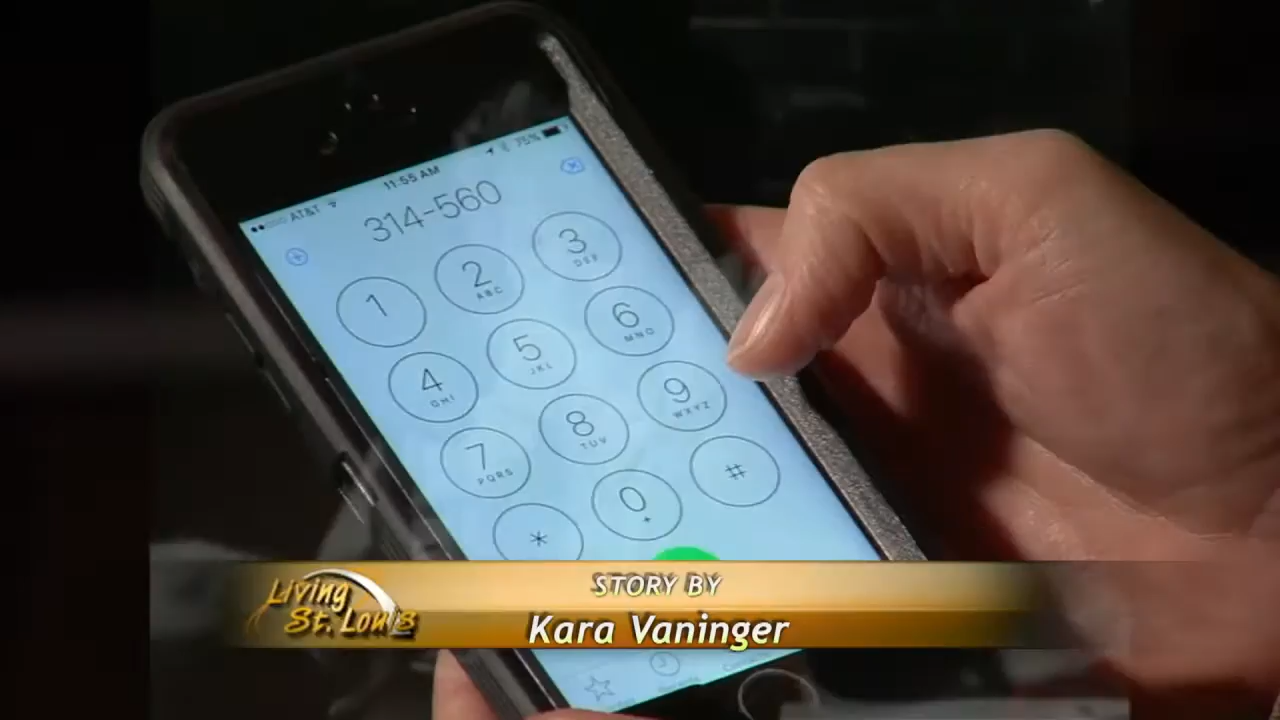 AT&T
11:55 AM
75%
314-560
1
2
ABC
3
DEF
4
GHI
5
JKL
6
MNO
7
PQRS
8
TUV
9
WXYZ
*
0
+
#
Living
St. Louis
STORY BY
Kara Vaninger